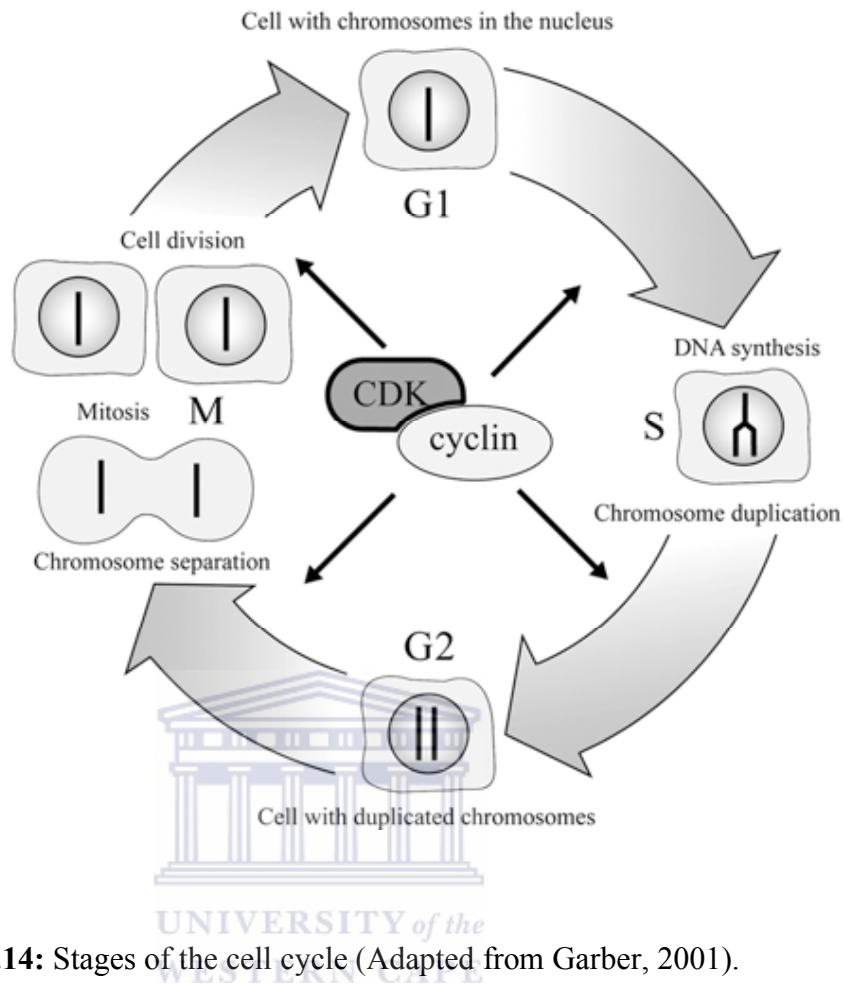 Cell with chromosomes in the nucleus
G1
Cell division
DNA synthesis
CDK
cyclin
S
Mitosis M
Chromosome duplication
Chromosome separation
G2
Cell with duplicated chromosomes
UNIVERSITY of the
14: Stages of the cell cycle (Adapted from Garber, 2001).
WESTERN CAPE